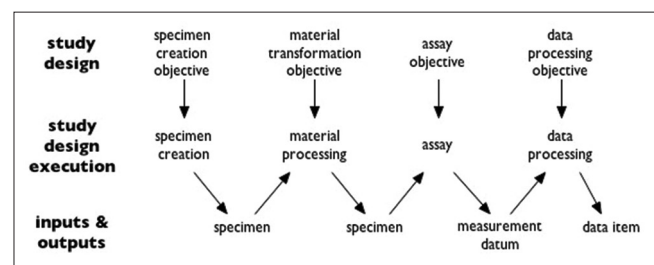 study
design
specimen
creation
objective
material
transformation
objective
assay
objective
data
processing
objective
study
design
execution
specimen
creation
material
processing
assay
data
processing
inputs &
outputs
specimen
specimen
measurement
datum
data item